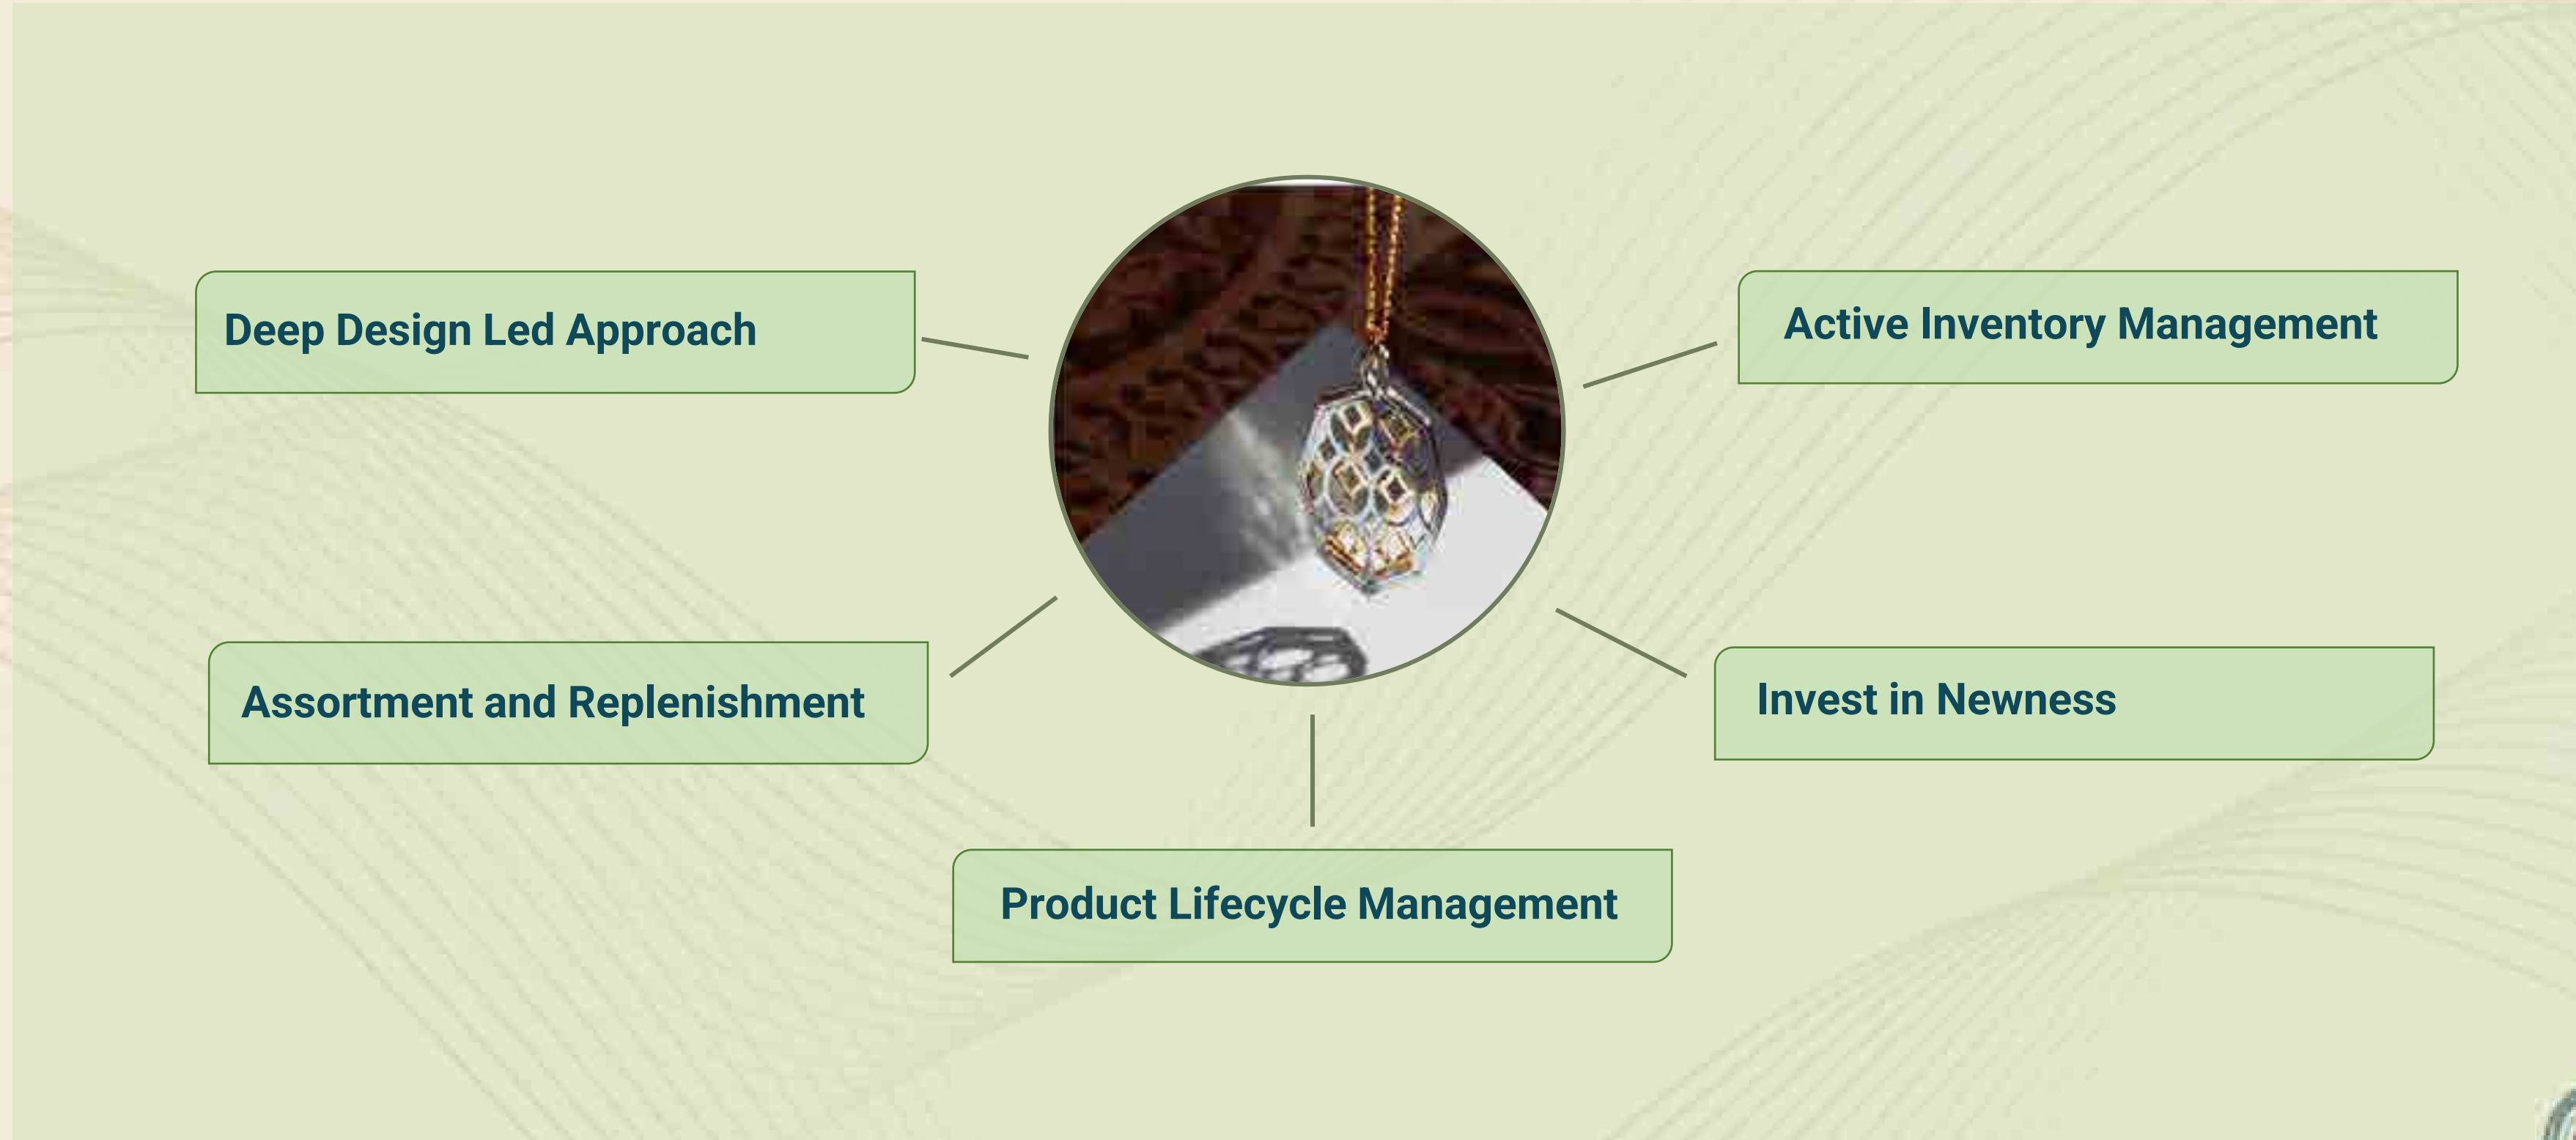 Deep Design Led Approach
Active Inventory Management
Assortment and Replenishment
Invest in Newness
Product Lifecycle Management